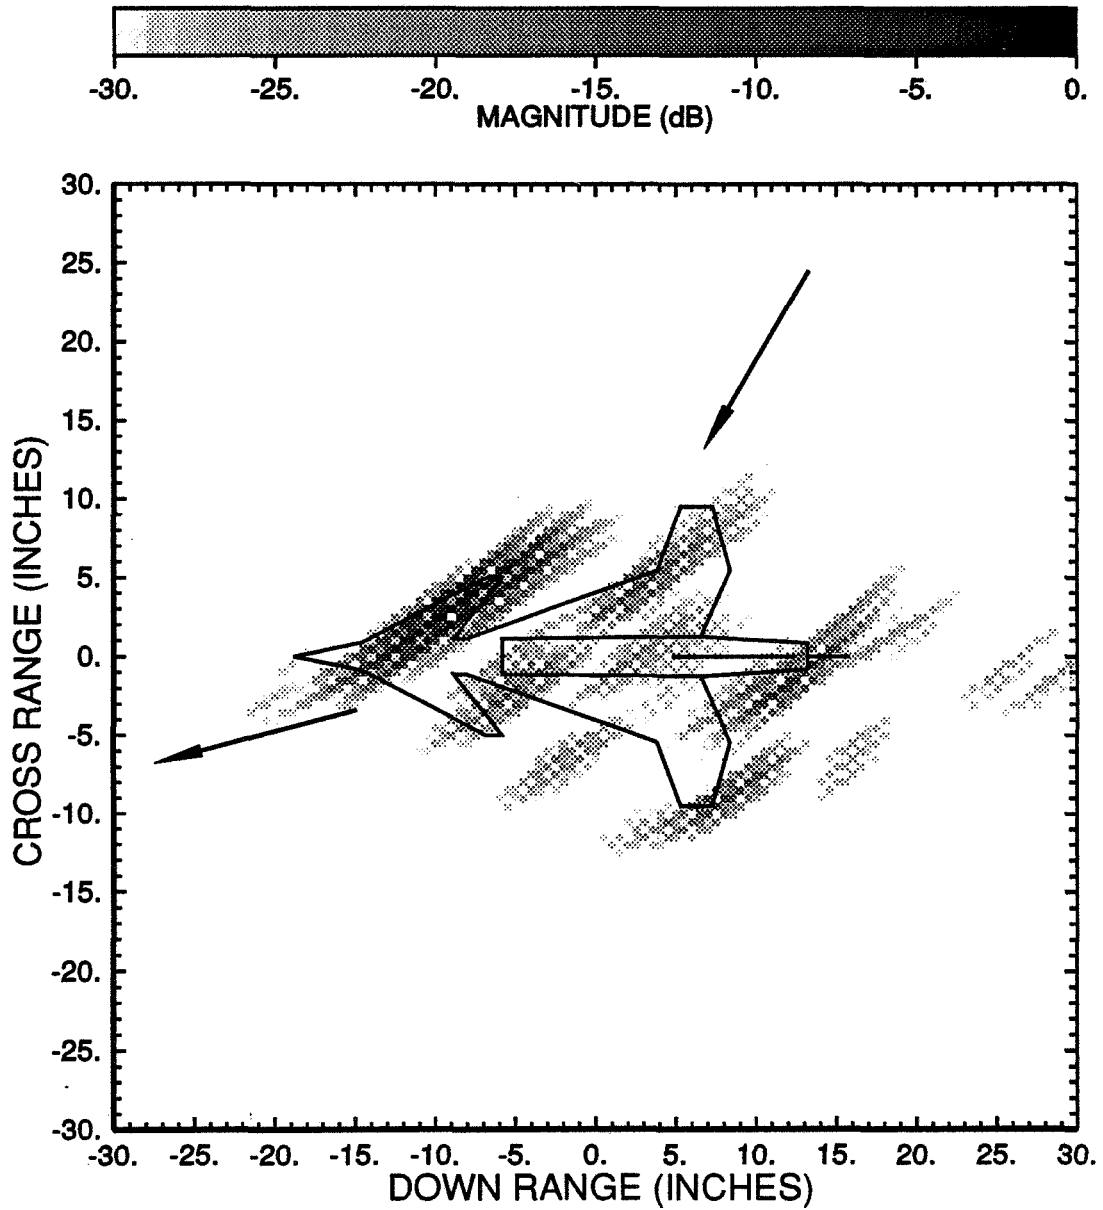 -30. -25. -20. -15. -10. -5. 0.
MAGNITUDE (dB)
30.
25.
20.
15.
10.
5.
0.
-5.
-10.
-15.
-20.
-25.
-30.
CROSS RANGE (INCHES)
-30. -25. -20. -15. -10. -5. 0. 5. 10. 15. 20. 25. 30.
DOWN RANGE (INCHES)